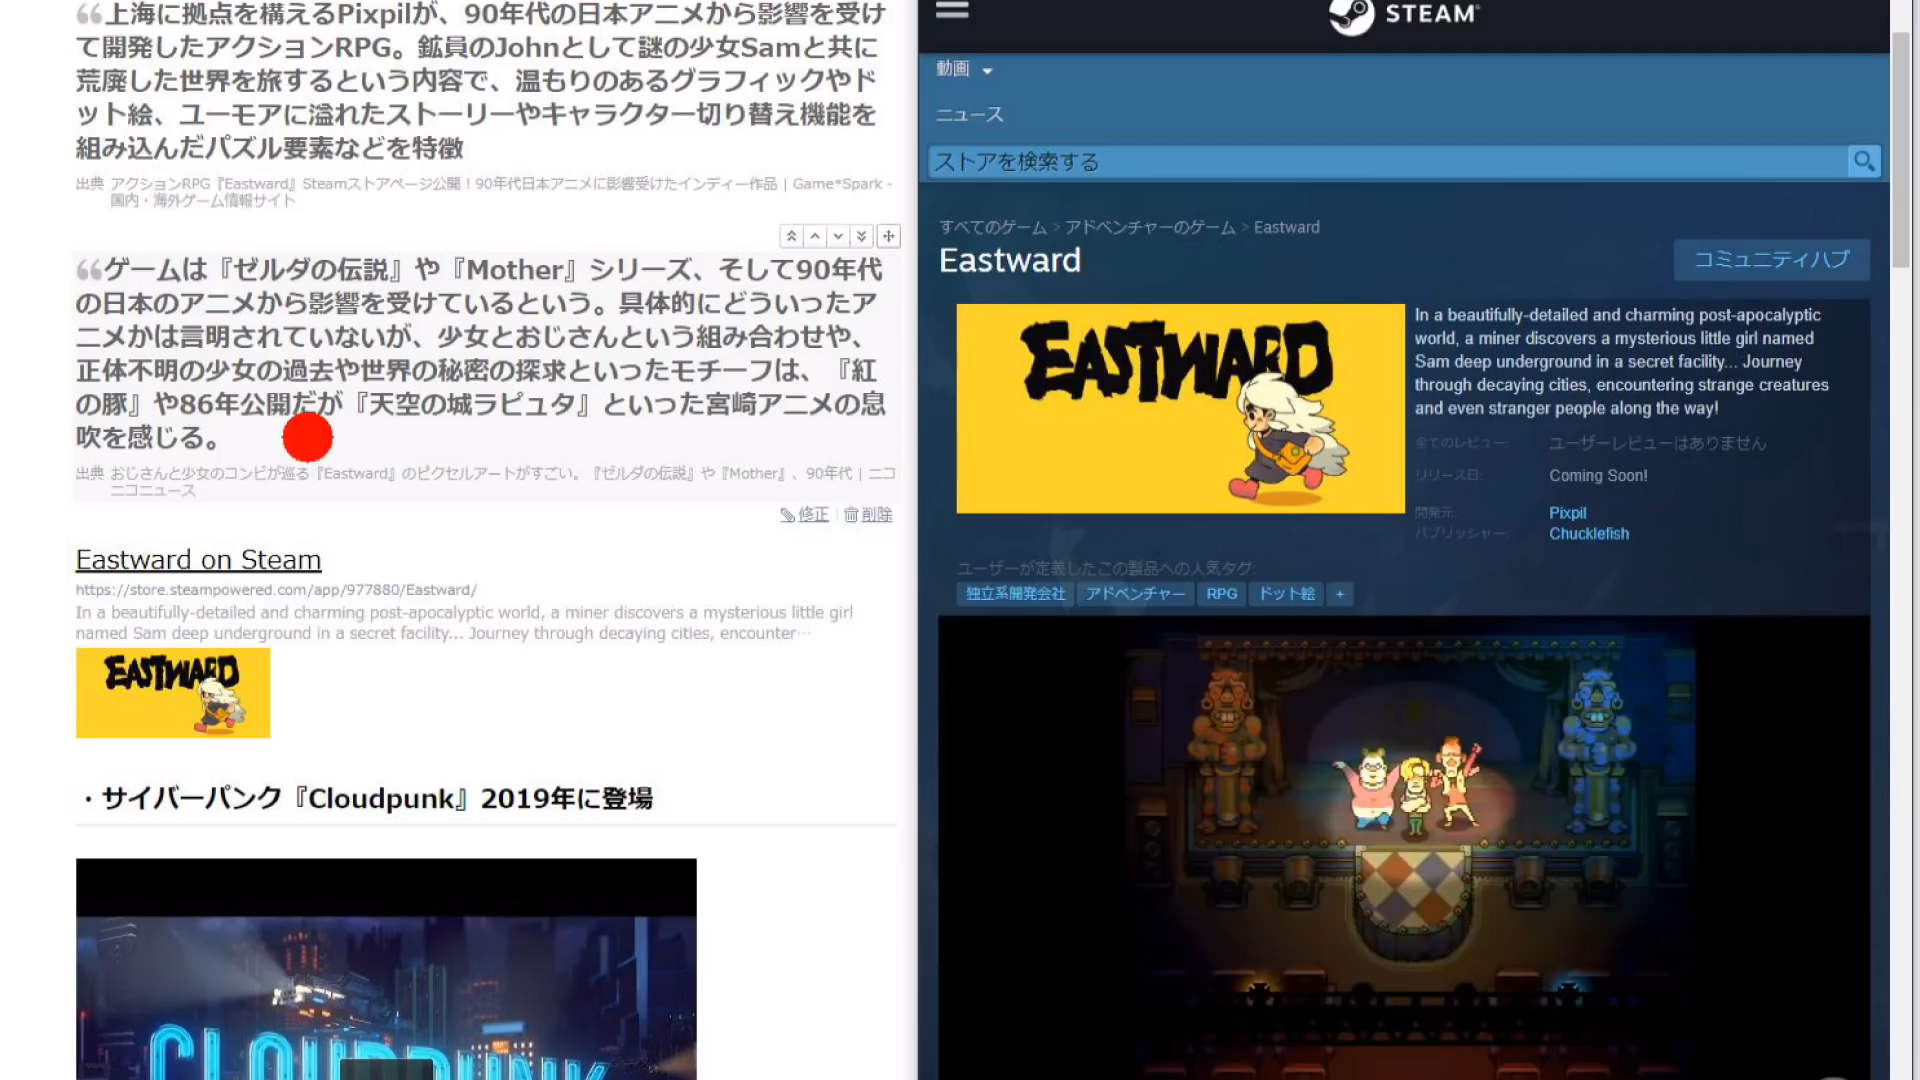 “上海に拠点を構えるPixpilが、90年代の日本アニメから影響を受け
て開発したアクションRPG。鉱員のJohnとして謎の少女Samと共に
荒廃した世界を旅するという内容で、温もりのあるグラフィックやド
ット絵、ユーモアに溢れたストーリーやキャラクター切り替え機能を
組み込んだパズル要素などを特徴
出典 アクションRPG『Eastward』Steamストアページ公開！90年代日本アニメに影響受けたインディー作品 | Game*Spark -
国内・海外ゲーム情報サイト
“ゲームは『ゼルダの伝説』や『Mother』シリーズ、そして90年代
の日本のアニメから影響を受けているという。具体的にどういったア
ニメかは言明されていないが、少女とおじさんという組み合わせや、
正体不明の少女の過去や世界の秘密の探求といったモチーフは、『紅
の豚』や86年公開だが『天空の城ラピュタ』といった宮崎アニメの息
吹を感じる。
出典 おじさんと少女のコンビが巡る『Eastward』のピクセルアートがすごい。『ゼルダの伝説』や『Mother』、90年代 | ニコ
ニコニュース
修正 | 削除
Eastward on Steam
https://store.steampowered.com/app/977880/Eastward/
In a beautifully-detailed and charming post-apocalyptic world, a miner discovers a mysterious little girl
named Sam deep underground in a secret facility... Journey through decaying cities, encounter…
EASTWARD
・サイバーパンク『Cloudpunk』2019年に登場
CLOUDPUNK
STEAM
動画
ニュース
ストアを検索する
すべてのゲーム > アドベンチャーのゲーム > Eastward
Eastward
コミュニティハブ
EASTWARD
In a beautifully-detailed and charming post-apocalyptic
world, a miner discovers a mysterious little girl named
Sam deep underground in a secret facility... Journey
through decaying cities, encountering strange creatures
and even stranger people along the way!
全てのレビュー: ユーザーレビューはありません
リリース日: Coming Soon!
開発元: Pixpil
パブリッシャー: Chucklefish
ユーザーが定義したこの製品への人気タグ:
独立系開発会社 アドベンチャー RPG ドット絵 +